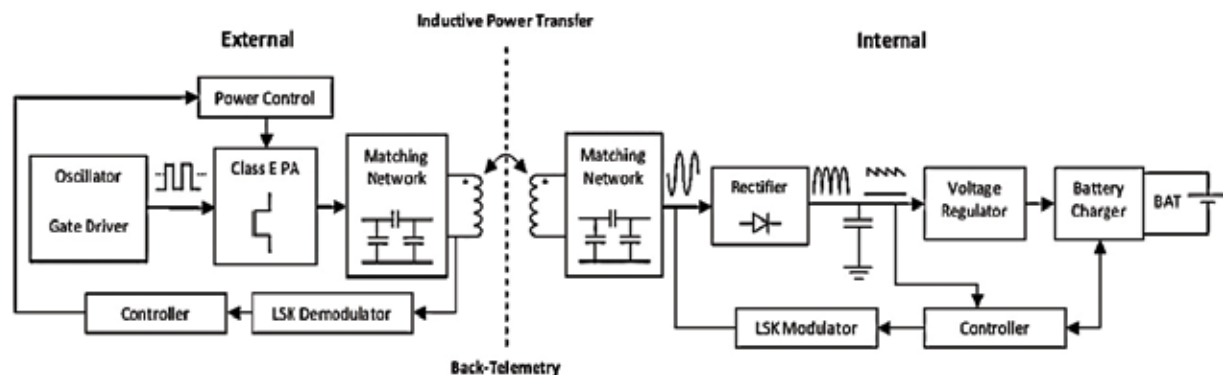 Inductive Power Transfer
External
Internal
Power Control
Oscillator
Gate Driver
Class E PA
Matching
Network
Matching
Network
Rectifier
Voltage
Regulator
Battery
Charger
BAT
Controller
LSK Demodulator
LSK Modulator
Controller
Back-Telemetry